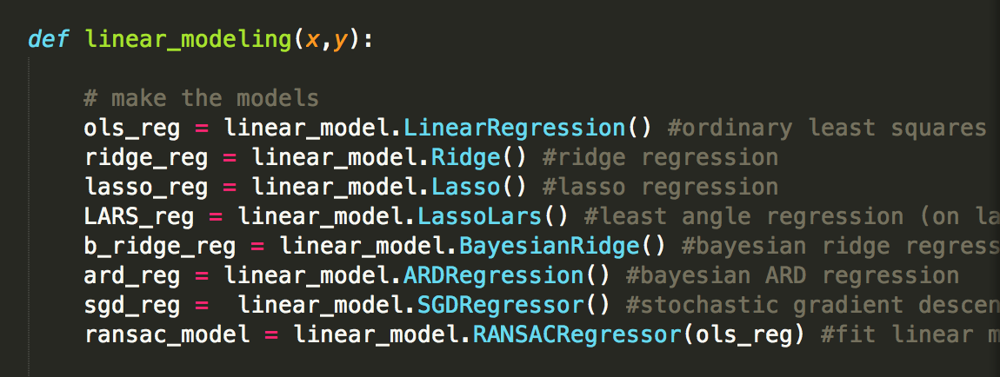 def linear_modeling(x,y):
# make the models
ols_reg = linear_model.LinearRegression() #ordinary least squares
ridge_reg = linear_model.Ridge() #ridge regression
lasso_reg = linear_model.Lasso() #lasso regression
LARS_reg = linear_model.LassoLars() #least angle regression (on la
b_ridge_reg = linear_model.BayesianRidge() #bayesian ridge regress
ard_reg = linear_model.ARDRegression() #bayesian ARD regression
sgd_reg =  linear_model.SGDRegressor() #stochastic gradient descen
ransac_model = linear_model.RANSACRegressor(ols_reg) #fit linear m